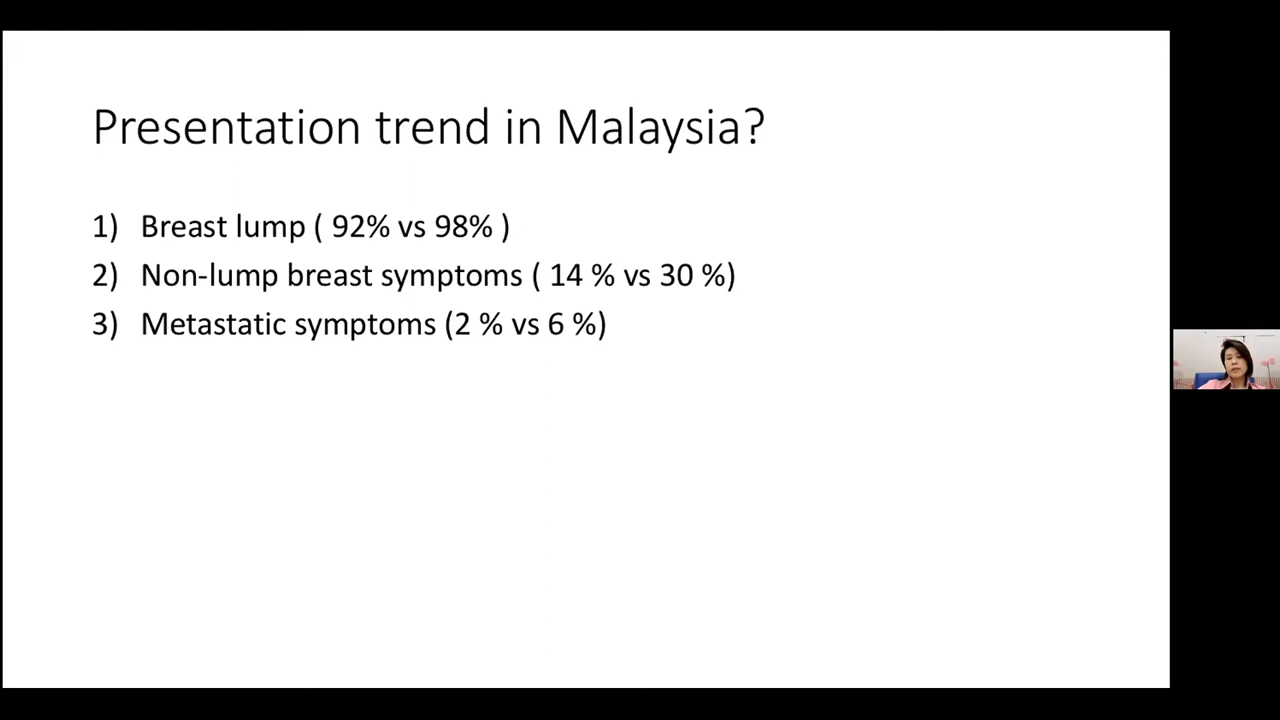 Presentation trend in Malaysia?
1) Breast lump ( 92% vs 98% )
2) Non-lump breast symptoms ( 14 % vs 30 %)
3) Metastatic symptoms (2 % vs 6 %)